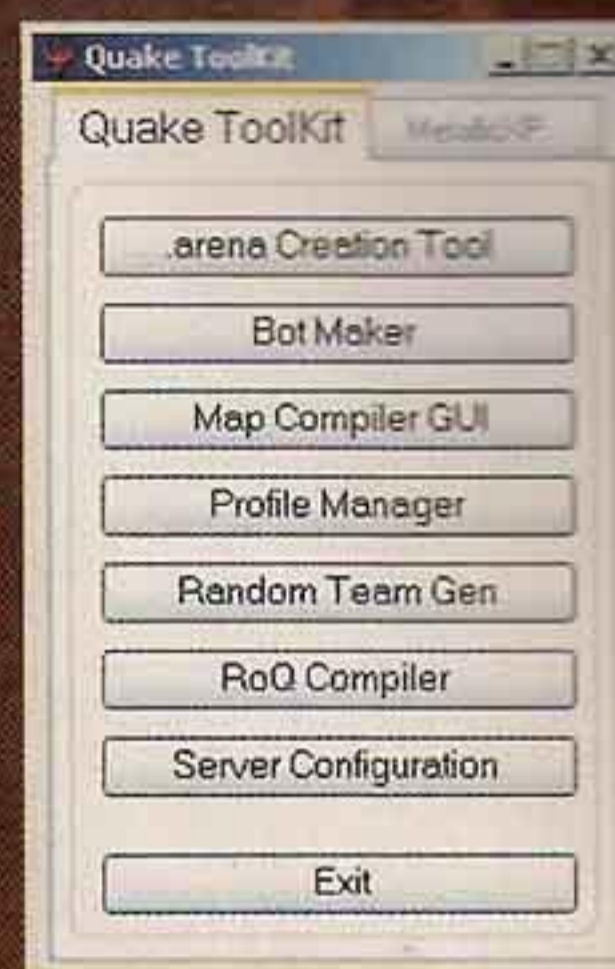 Quake ToolKit
Quake ToolKit
.arena Creation Tool
Bot Maker
Map Compiler GUI
Profile Manager
Random Team Gen
RoQ Compiler
Server Configuration
Exit